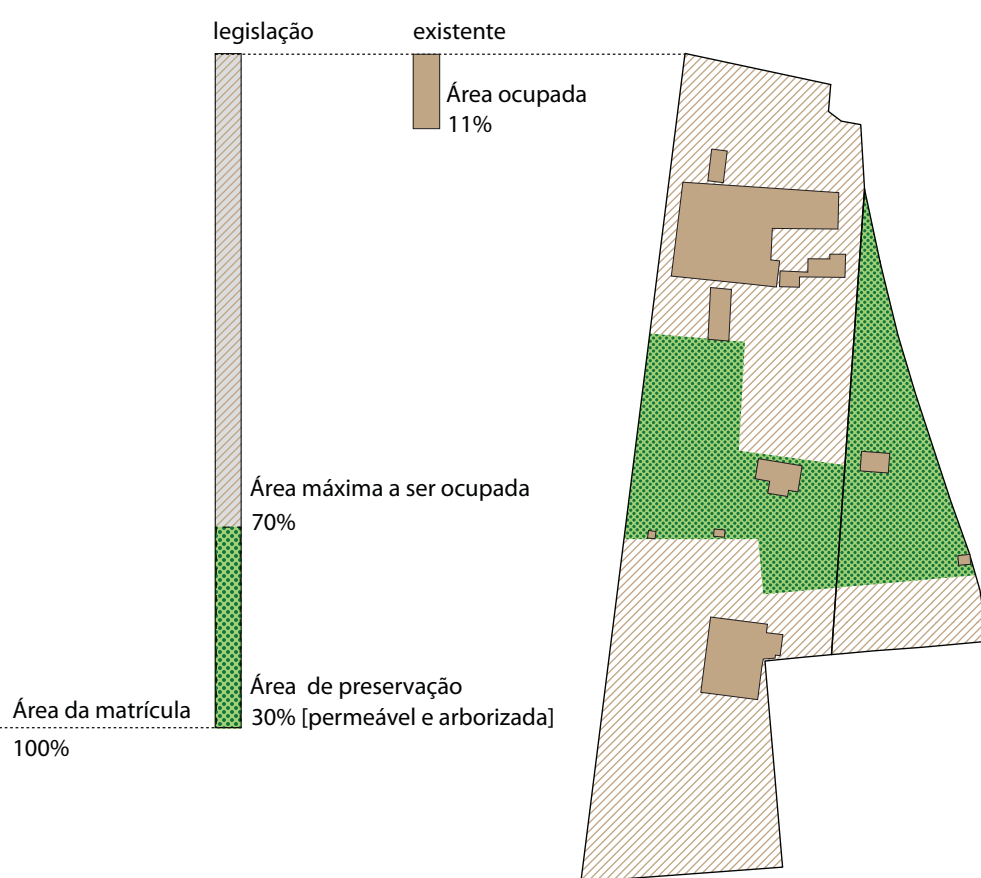 legislação
existente
Área ocupada
11%
Área máxima a ser ocupada
70%
Área de preservação
30% [permeável e arborizada]
Área da matrícula
100%